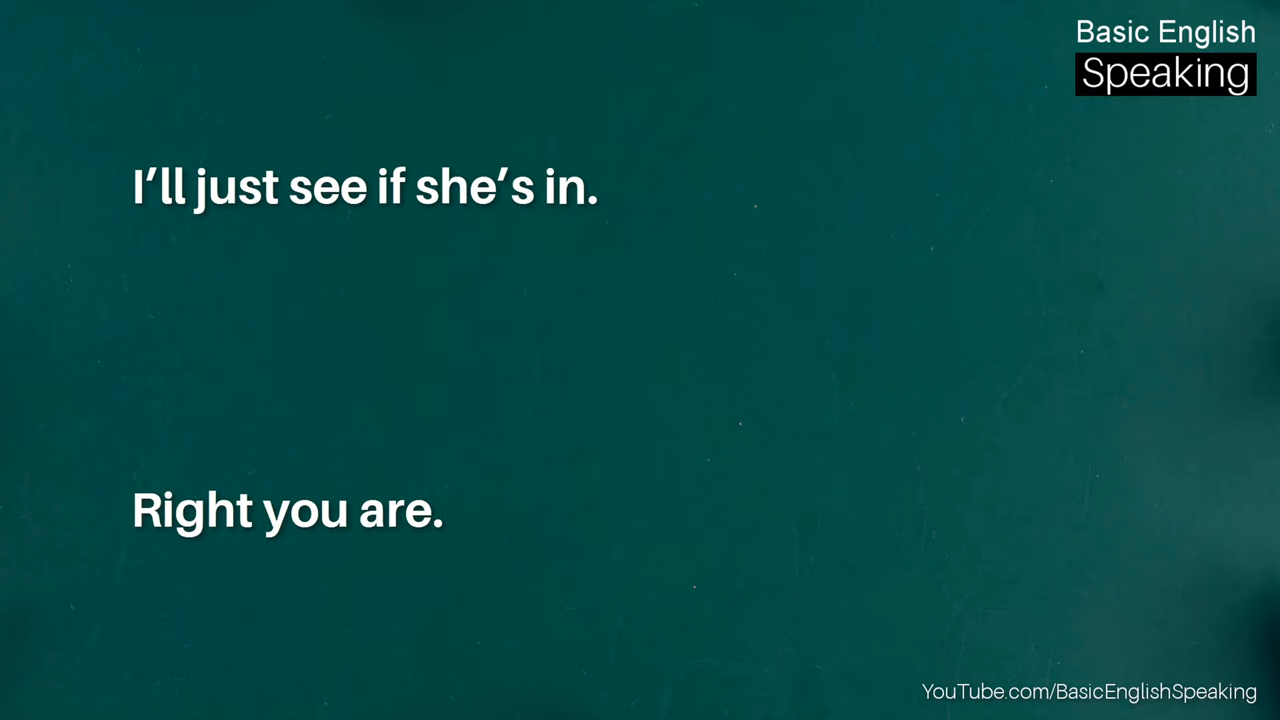 Basic English
Speaking
I’ll just see if she’s in.
Right you are.
YouTube.com/BasicEnglishSpeaking